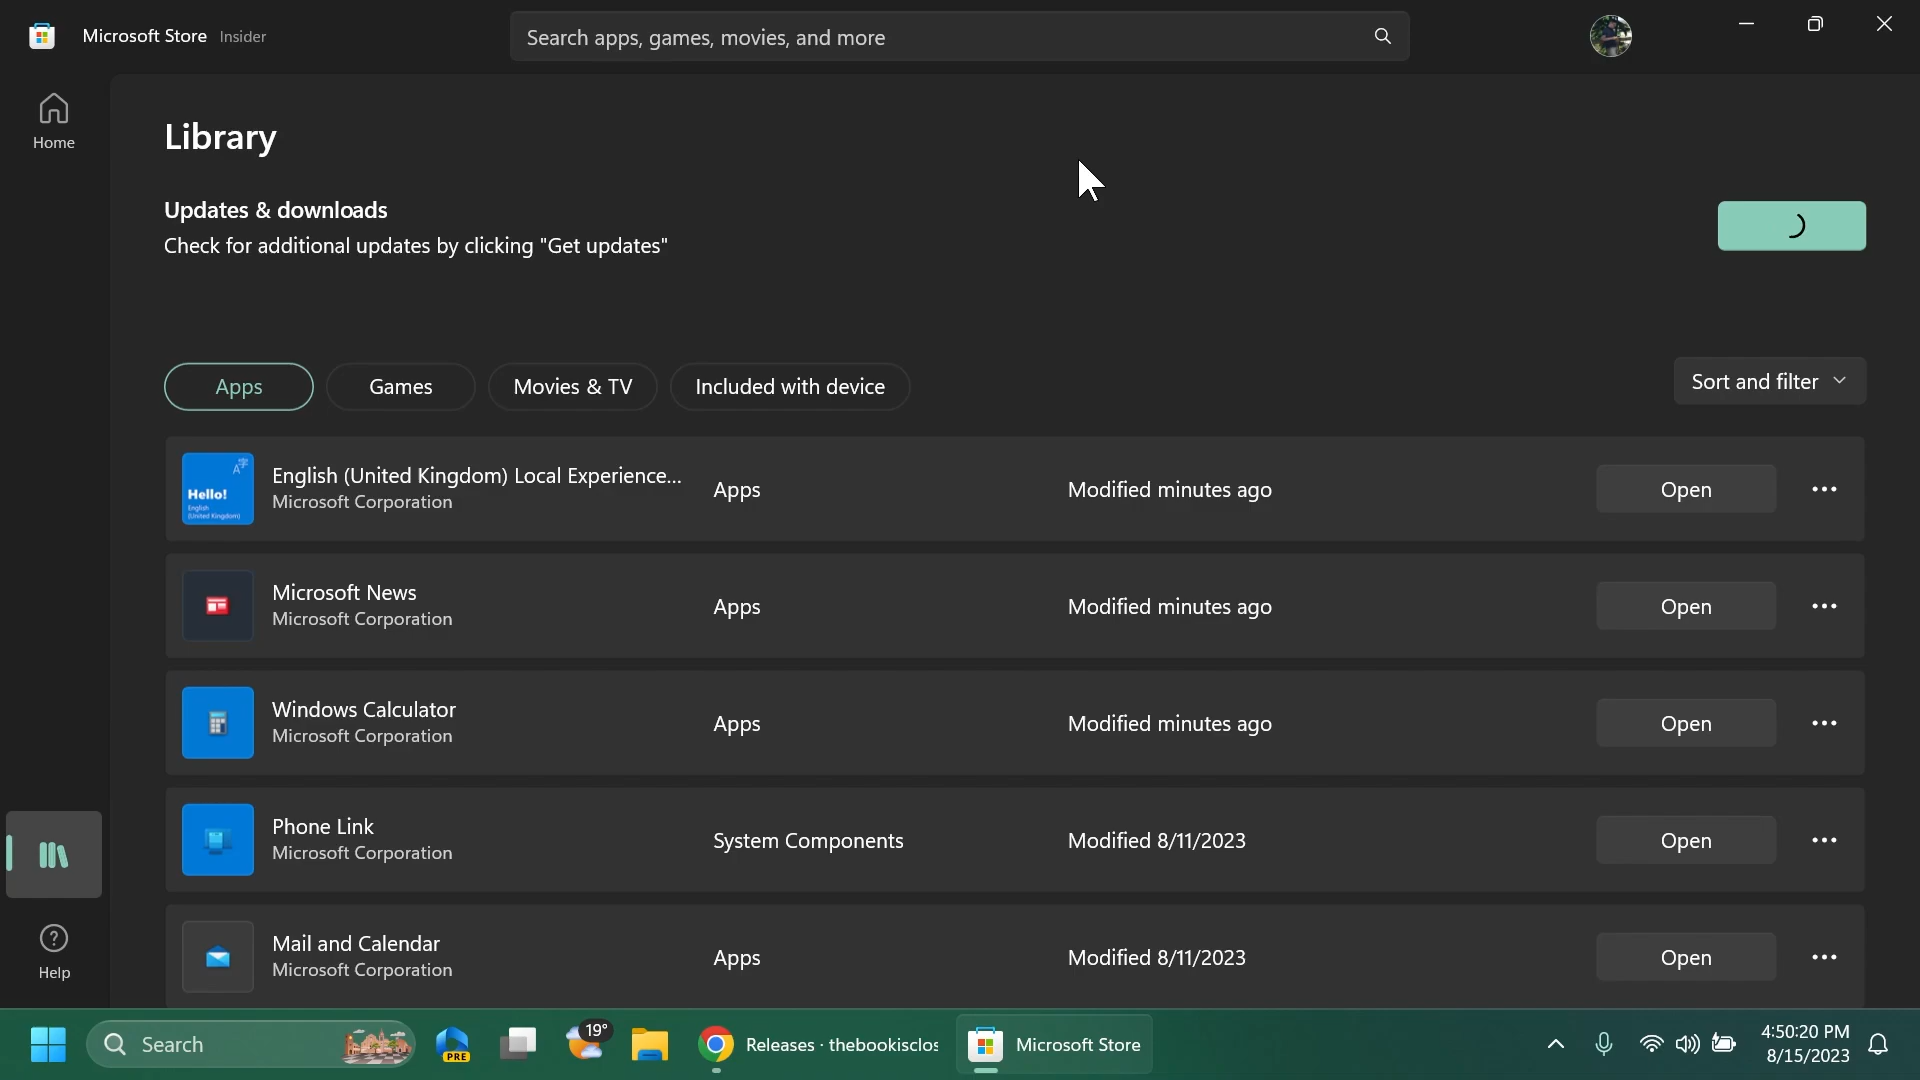 Microsoft Store Insider
Search apps, games, movies, and more
Home
Library
Updates & downloads
Check for additional updates by clicking "Get updates"
Apps
Games
Movies & TV
Included with device
Sort and filter
Hello!
English
(United Kingdom)
English (United Kingdom) Local Experience...
Microsoft Corporation
Apps
Modified minutes ago
Open
Microsoft News
Microsoft Corporation
Apps
Modified minutes ago
Open
Windows Calculator
Microsoft Corporation
Apps
Modified minutes ago
Open
Phone Link
Microsoft Corporation
System Components
Modified 8/11/2023
Open
Mail and Calendar
Microsoft Corporation
Apps
Modified 8/11/2023
Open
Help
Search
PRE
19°
Releases · thebookisclos
Microsoft Store
4:50:20 PM
8/15/2023